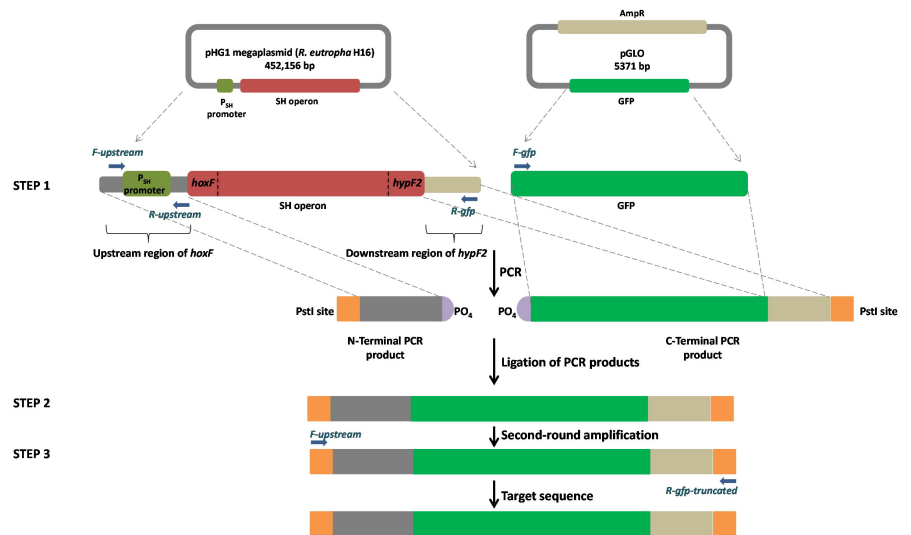 AmpR
pHG1 megaplasmid (R. eutropha H16)
452,156 bp
pGLO
5371 bp
PSH
promoter
SH operon
GFP
F-upstream
F-gfp
STEP 1
PSH
promoter
hoxF
hypF2
R-upstream
SH operon
R-gfp
GFP
Upstream region of hoxF
Downstream region of hypF2
PCR
PstI site
PO4
PO4
PstI site
N-Terminal PCR
product
C-Terminal PCR
product
Ligation of PCR products
STEP 2
F-upstream
Second-round amplification
STEP 3
R-gfp-truncated
Target sequence